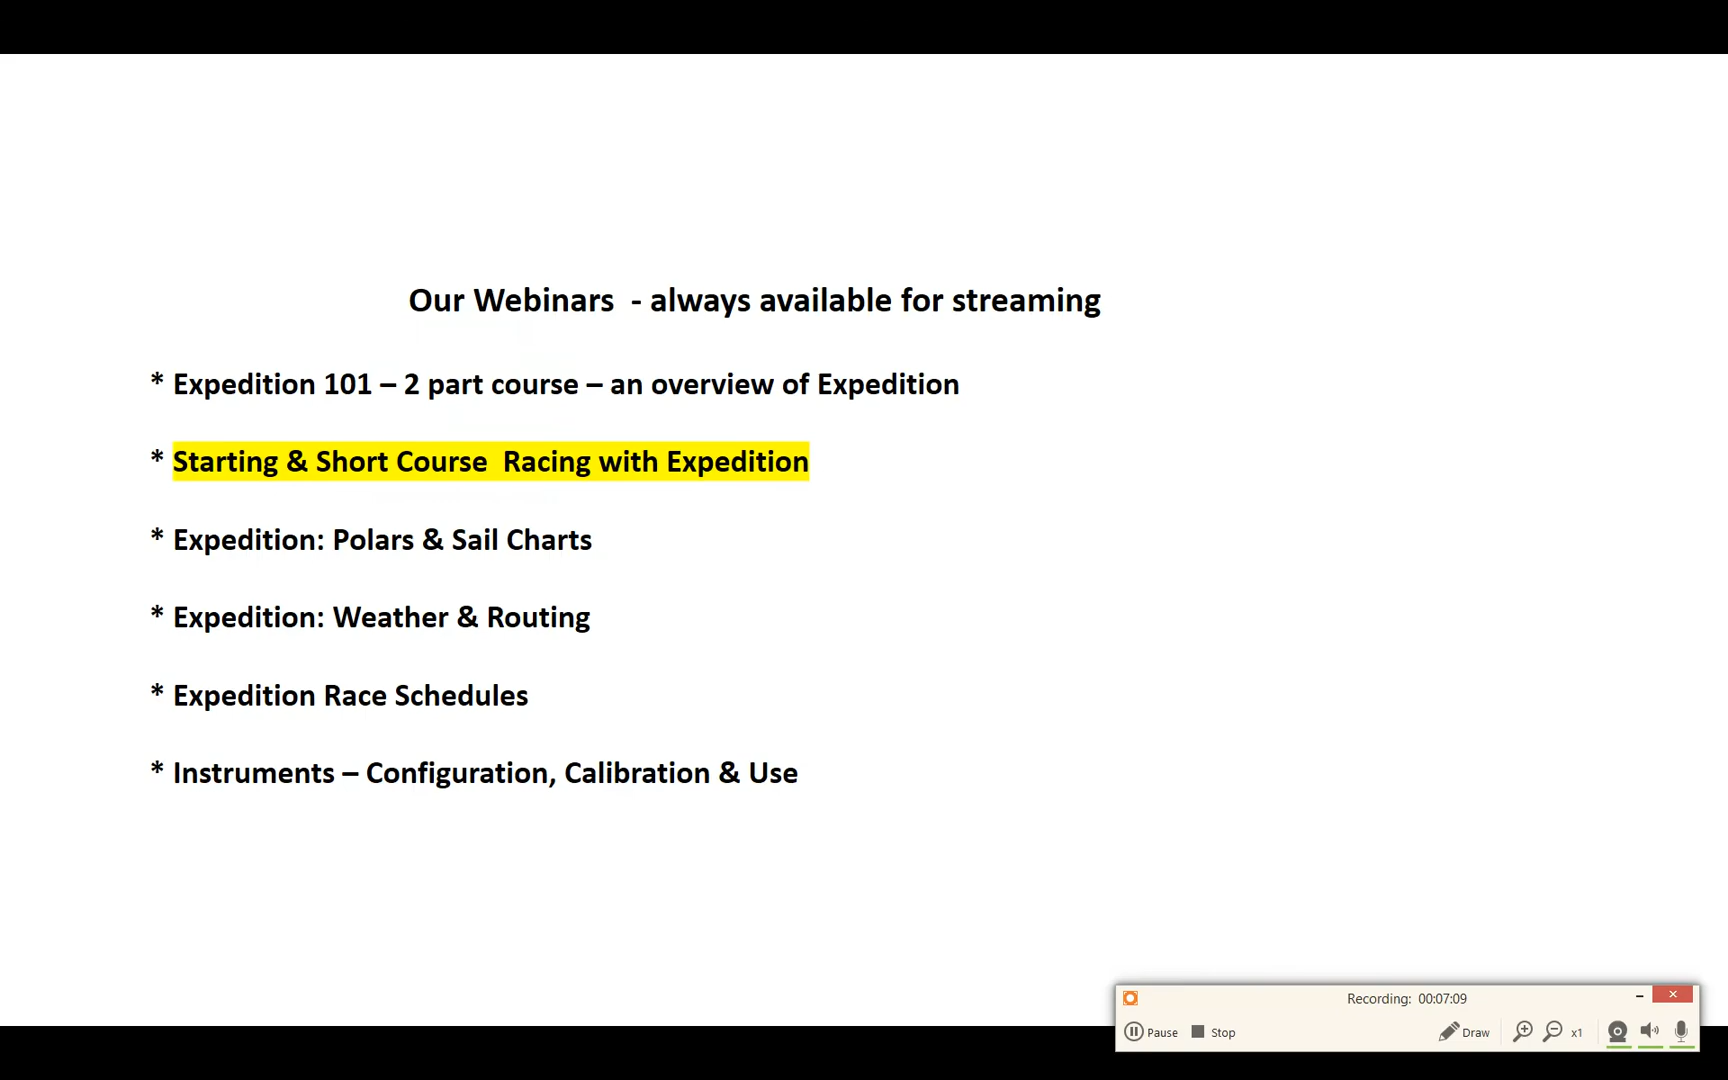 Our Webinars  - always available for streaming
* Expedition 101 – 2 part course – an overview of Expedition
* Starting & Short Course  Racing with Expedition
* Expedition: Polars & Sail Charts
* Expedition: Weather & Routing
* Expedition Race Schedules
* Instruments – Configuration, Calibration & Use
Recording: 00:07:09
Pause Stop Draw x1